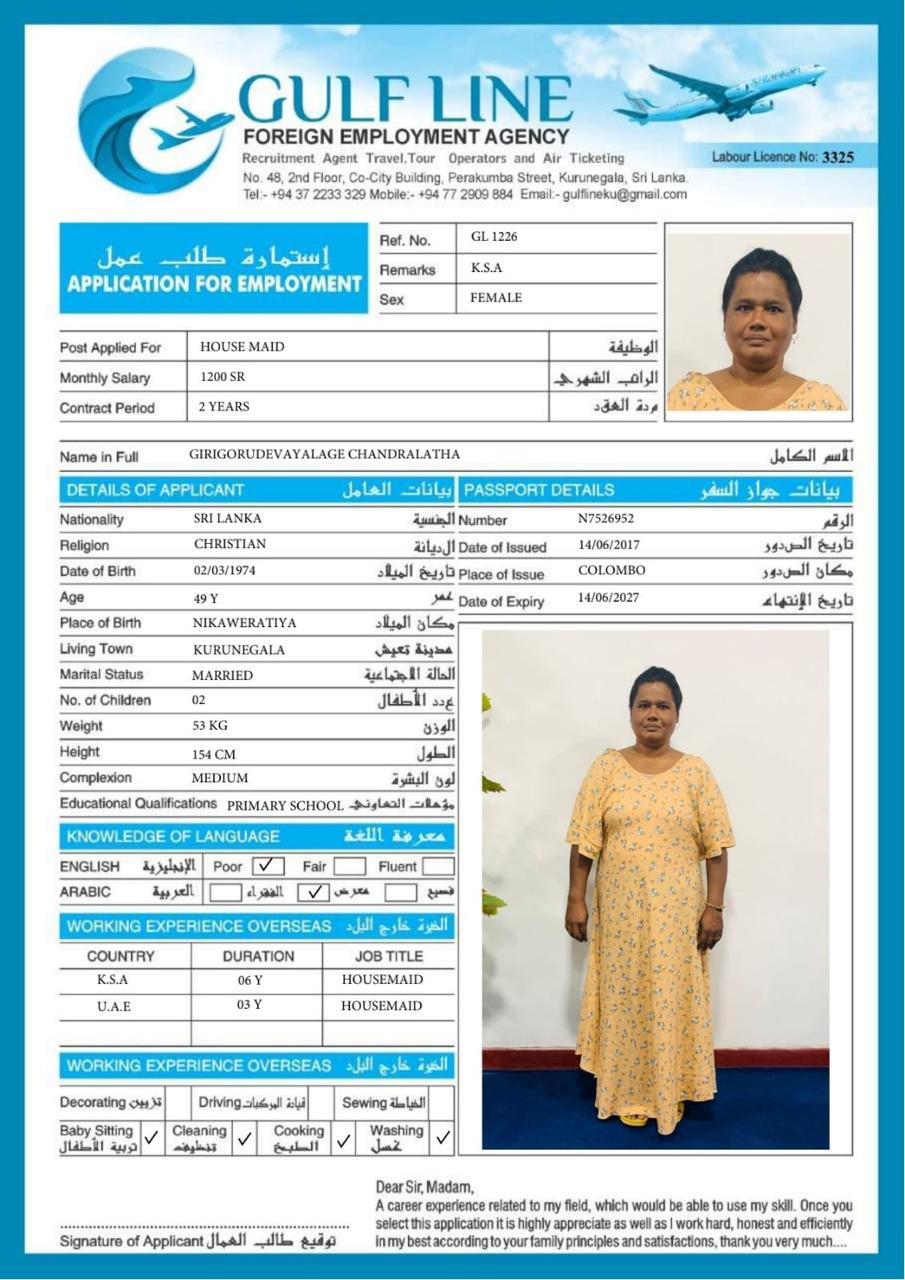 GULF LINE
FOREIGN EMPLOYMENT AGENCY
Recruitment Agent Travel,Tour Operators and Air Ticketing
Labour Licence No: 3325
No. 48, 2nd Floor, Co-City Building, Perakumba Street, Kurunegala, Sri Lanka.
Tel:- +94 37 2233 329 Mobile:- +94 77 2909 884 Email:- gulflineku@gmail.com
إستمارة طلب عمل
APPLICATION FOR EMPLOYMENT
Ref. No. GL 1226
Remarks K.S.A
Sex FEMALE
Post Applied For HOUSE MAID الوظيفة
Monthly Salary 1200 SR الراتب الشهري
Contract Period 2 YEARS مدة العقد
Name in Full GIRIGORUDEVAYALAGE CHANDRALATHA الاسم الكامل
DETAILS OF APPLICANT بيانات العامل
Nationality SRI LANKA الجنسية
Religion CHRISTIAN الديانة
Date of Birth 02/03/1974 تاريخ الميلاد
Age 49 Y عمر
Place of Birth NIKAWERATIYA مكان الميلاد
Living Town KURUNEGALA مدينة تعيش
Marital Status MARRIED الحالة الاجتماعية
No. of Children 02 عدد الأطفال
Weight 53 KG الوزن
Height 154 CM الطول
Complexion MEDIUM لون البشرة
Educational Qualifications PRIMARY SCHOOL مؤهلات التعاوني
PASSPORT DETAILS بيانات جواز السفر
Number N7526952 الرقم
Date of Issued 14/06/2017 تاريخ الصدور
Place of Issue COLOMBO مكان الصدور
Date of Expiry 14/06/2027 تاريخ الإنتهاء
KNOWLEDGE OF LANGUAGE معرفة اللغة
ENGLISH الإنجليزية Poor ✓ Fair Fluent
ARABIC العربية الفقراء ✓ معرض فصيح
WORKING EXPERIENCE OVERSEAS الخبرة خارج البلد
COUNTRY DURATION JOB TITLE
K.S.A 06 Y HOUSEMAID
U.A.E 03 Y HOUSEMAID
WORKING EXPERIENCE OVERSEAS الخبرة خارج البلد
Decorating تزيين Driving قيادة المركبات Sewing الخياطة
Baby Sitting تربية الأطفال ✓ Cleaning تنظيف ✓ Cooking الطبخ ✓ Washing غسل ✓
Signature of Applicant توقيع طالب العمال
Dear Sir, Madam,
A career experience related to my field, which would be able to use my skill. Once you
select this application it is highly appreciate as well as I work hard, honest and efficiently
in my best according to your family principles and satisfactions, thank you very much....